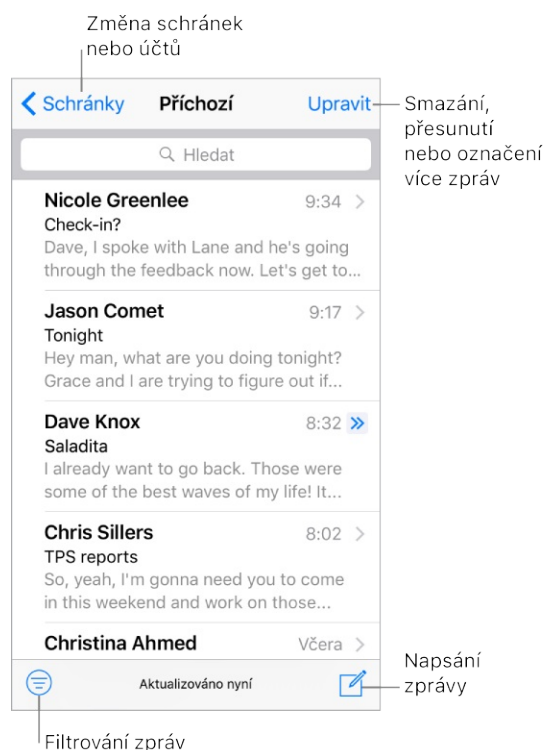 Změna schránek
nebo účtů
Schránky Příchozí Upravit
Smazání,
přesunutí
nebo označení
více zpráv
Hledat
Nicole Greenlee 9:34
Check-in?
Dave, I spoke with Lane and he's going
through the feedback now. Let's get to...
Jason Comet 9:17
Tonight
Hey man, what are you doing tonight?
Grace and I are trying to figure out if...
Dave Knox 8:32
Saladita
I already want to go back. Those were
some of the best waves of my life! It...
Chris Sillers 8:02
TPS reports
So, yeah, I'm gonna need you to come
in this weekend and work on those...
Christina Ahmed Včera
Aktualizováno nyní
Napsání
zprávy
Filtrování zpráv